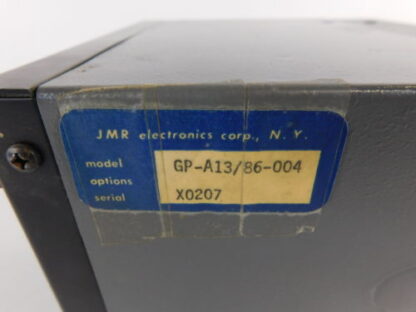 JMR electronics corp., N. Y.
model GP-A13/86-004
options
serial X0207